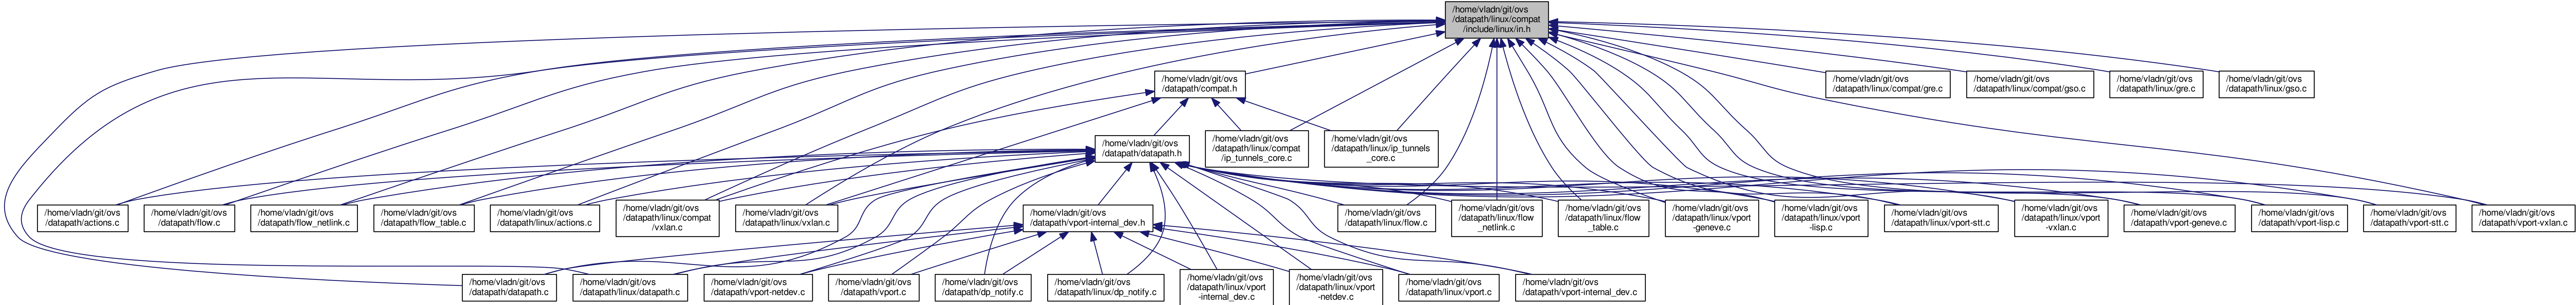 /home/vladn/git/ovs
/datapath/linux/compat
/include/linux/in.h
/home/vladn/git/ovs
/datapath/compat.h
/home/vladn/git/ovs
/datapath/linux/compat/gre.c
/home/vladn/git/ovs
/datapath/linux/compat/gso.c
/home/vladn/git/ovs
/datapath/linux/gre.c
/home/vladn/git/ovs
/datapath/linux/gso.c
/home/vladn/git/ovs
/datapath/datapath.h
/home/vladn/git/ovs
/datapath/linux/compat
/ip_tunnels_core.c
/home/vladn/git/ovs
/datapath/linux/ip_tunnels
_core.c
/home/vladn/git/ovs
/datapath/actions.c
/home/vladn/git/ovs
/datapath/flow.c
/home/vladn/git/ovs
/datapath/flow_netlink.c
/home/vladn/git/ovs
/datapath/flow_table.c
/home/vladn/git/ovs
/datapath/linux/actions.c
/home/vladn/git/ovs
/datapath/linux/compat
/vxlan.c
/home/vladn/git/ovs
/datapath/linux/vxlan.c
/home/vladn/git/ovs
/datapath/vport-internal_dev.h
/home/vladn/git/ovs
/datapath/linux/flow.c
/home/vladn/git/ovs
/datapath/linux/flow
_netlink.c
/home/vladn/git/ovs
/datapath/linux/flow
_table.c
/home/vladn/git/ovs
/datapath/linux/vport
-geneve.c
/home/vladn/git/ovs
/datapath/linux/vport
-lisp.c
/home/vladn/git/ovs
/datapath/linux/vport-stt.c
/home/vladn/git/ovs
/datapath/linux/vport
-vxlan.c
/home/vladn/git/ovs
/datapath/vport-geneve.c
/home/vladn/git/ovs
/datapath/vport-lisp.c
/home/vladn/git/ovs
/datapath/vport-stt.c
/home/vladn/git/ovs
/datapath/vport-vxlan.c
/home/vladn/git/ovs
/datapath/datapath.c
/home/vladn/git/ovs
/datapath/linux/datapath.c
/home/vladn/git/ovs
/datapath/vport-netdev.c
/home/vladn/git/ovs
/datapath/vport.c
/home/vladn/git/ovs
/datapath/dp_notify.c
/home/vladn/git/ovs
/datapath/linux/dp_notify.c
/home/vladn/git/ovs
/datapath/linux/vport
-internal_dev.c
/home/vladn/git/ovs
/datapath/linux/vport
-netdev.c
/home/vladn/git/ovs
/datapath/linux/vport.c
/home/vladn/git/ovs
/datapath/vport-internal_dev.c